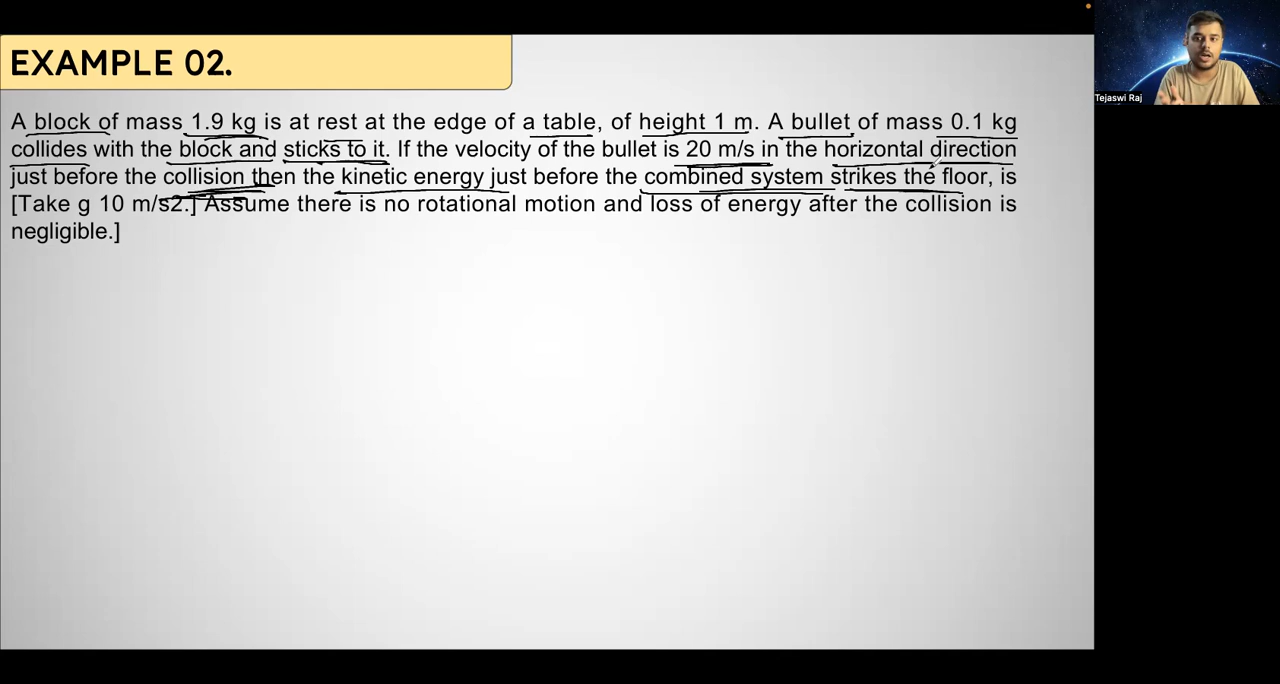 EXAMPLE 02.
A block of mass 1.9 kg is at rest at the edge of a table, of height 1 m. A bullet of mass 0.1 kg
collides with the block and sticks to it. If the velocity of the bullet is 20 m/s in the horizontal direction
just before the collision then the kinetic energy just before the combined system strikes the floor, is
[Take g 10 m/s2.] Assume there is no rotational motion and loss of energy after the collision is
negligible.]
Tejaswi Raj